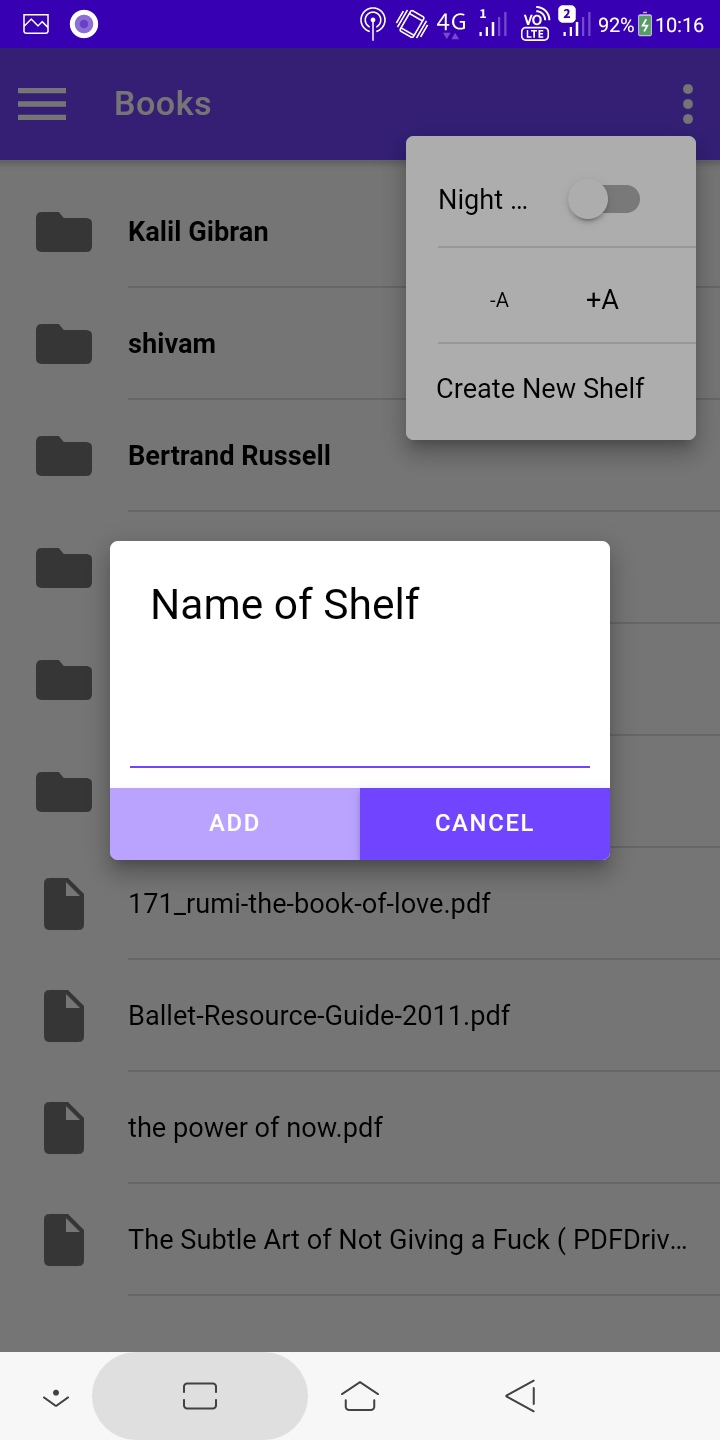 4G 1 VO LTE 2 92% 10:16
Books
Night ...
Kalil Gibran
-A +A
shivam
Create New Shelf
Bertrand Russell
Name of Shelf
ADD CANCEL
171_rumi-the-book-of-love.pdf
Ballet-Resource-Guide-2011.pdf
the power of now.pdf
The Subtle Art of Not Giving a Fuck ( PDFDriv...